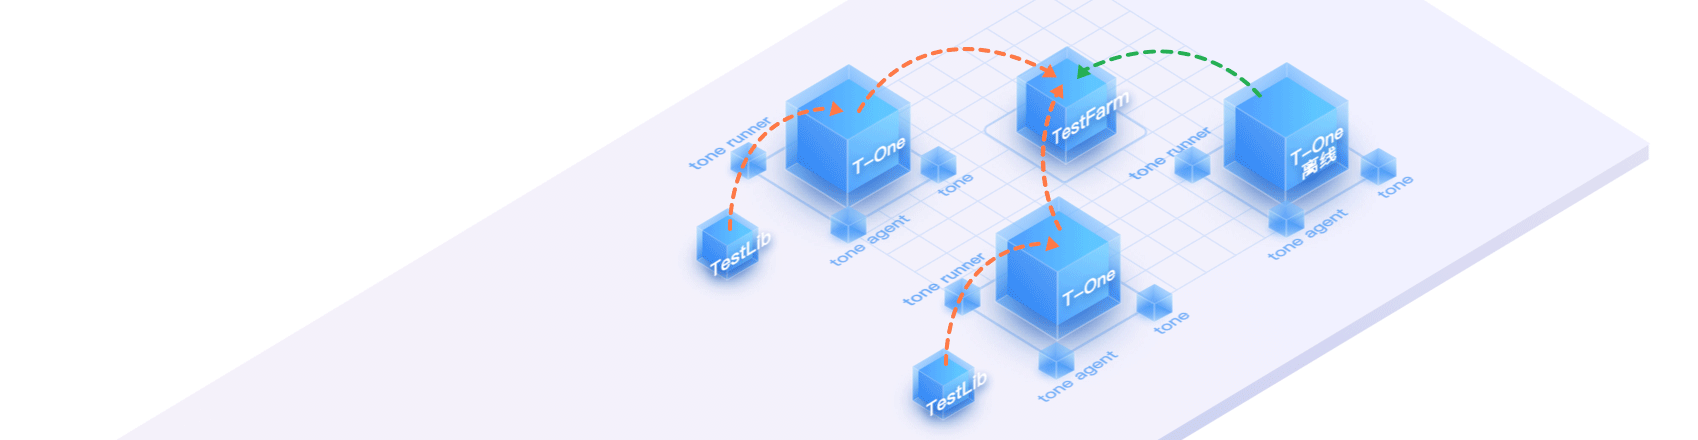 tone runner
T-One
tone
tone agent
TestLib
TestFarm
tone runner
T-One
离线
tone
tone agent
tone runner
T-One
tone
tone agent
TestLib